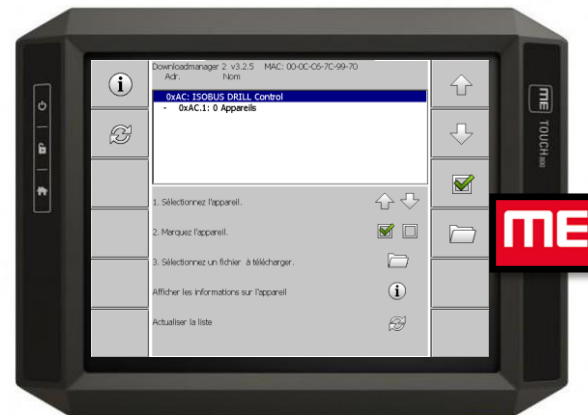 Downloadmanager 2 v3.2.5 MAC: 00-0C-C6-7C-99-70
Adr. Nom
0xAC: ISOBUS DRILL Control
- 0xAC.1: 0 Appareils
1. Sélectionnez l'appareil.
2. Marquez l'appareil.
3. Sélectionnez un fichier à télécharger.
Afficher les informations sur l'appareil
Actualiser la liste
ME TOUCH 800
ME